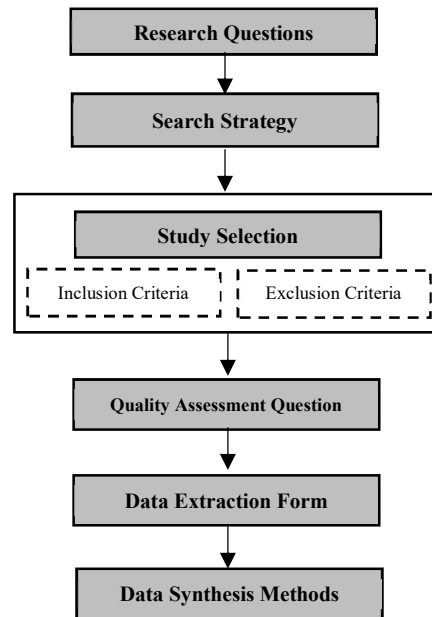 Research Questions
Search Strategy
Study Selection
Inclusion Criteria
Exclusion Criteria
Quality Assessment Question
Data Extraction Form
Data Synthesis Methods